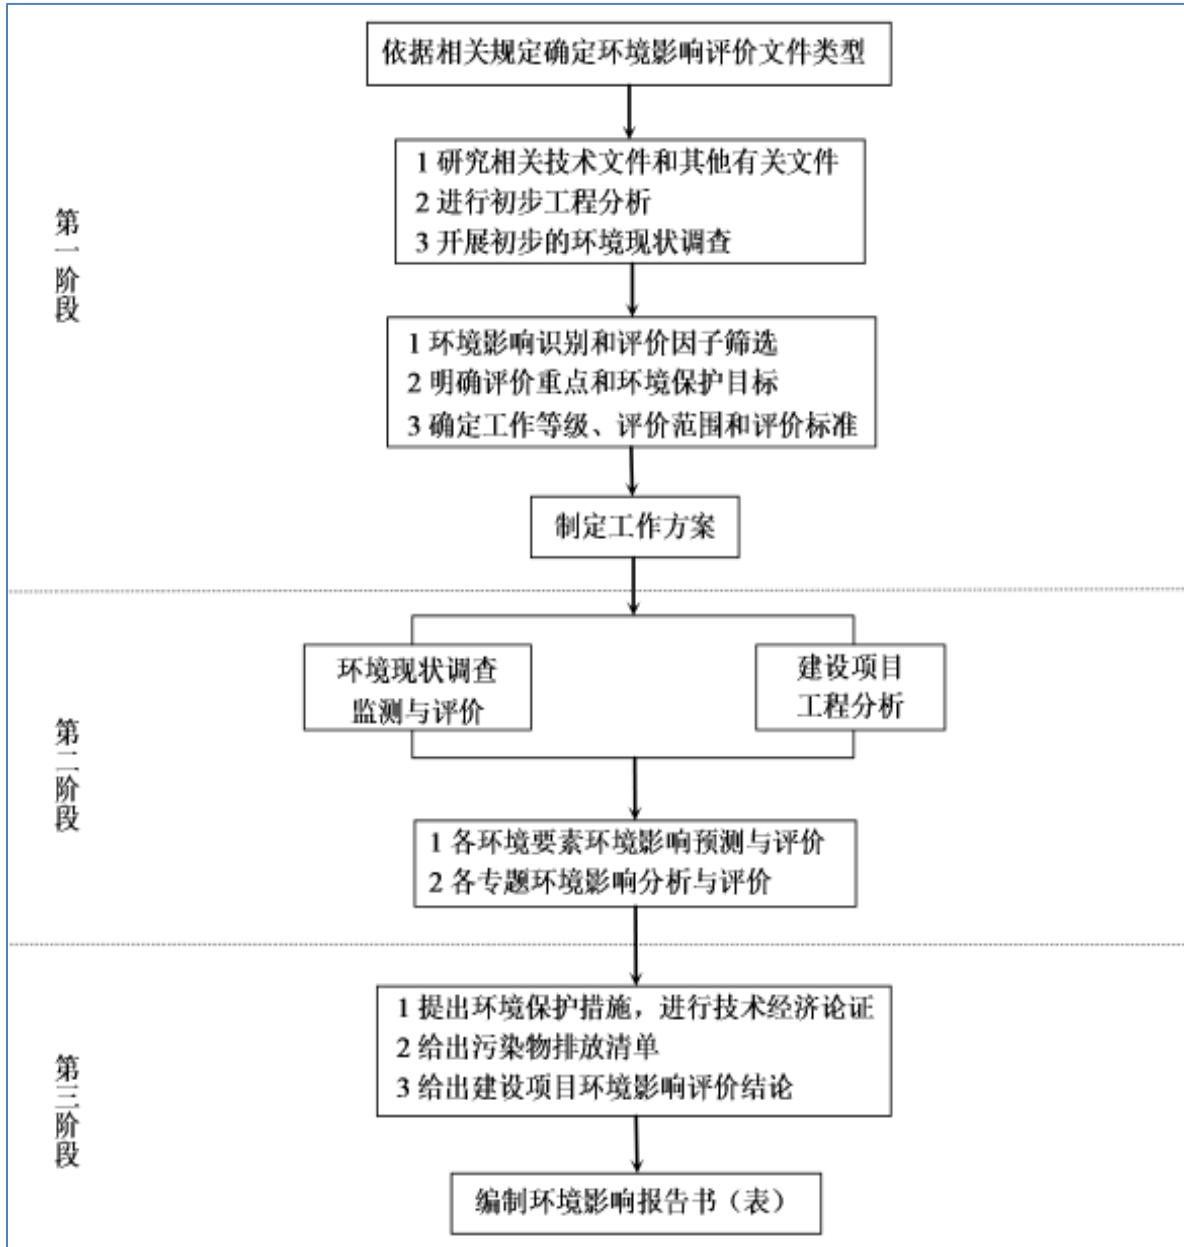 依据相关规定确定环境影响评价文件类型
1 研究相关技术文件和其他有关文件
2 进行初步工程分析
3 开展初步的环境现状调查
第一阶段
1 环境影响识别和评价因子筛选
2 明确评价重点和环境保护目标
3 确定工作等级、评价范围和评价标准
制定工作方案
环境现状调查
监测与评价
建设项目
工程分析
第二阶段
1 各环境要素环境影响预测与评价
2 各专题环境影响分析与评价
1 提出环境保护措施，进行技术经济论证
2 给出污染物排放清单
3 给出建设项目环境影响评价结论
第三阶段
编制环境影响报告书（表）